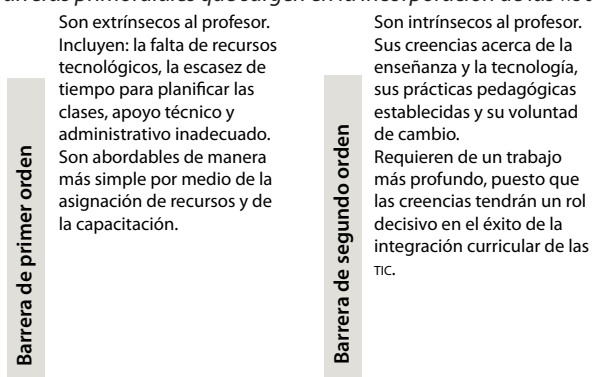 primordiales que surgen en la incorporación de las
Barrera de primer orden
Son extrínsecos al profesor.
Incluyen: la falta de recursos
tecnológicos, la escasez de
tiempo para planificar las
clases, apoyo técnico y
administrativo inadecuado.
Son abordables de manera
más simple por medio de la
asignación de recursos y de
la capacitación.
Barrera de segundo orden
Son intrínsecos al profesor.
Sus creencias acerca de la
enseñanza y la tecnología,
sus prácticas pedagógicas
establecidas y su voluntad
de cambio.
Requieren de un trabajo
más profundo, puesto que
las creencias tendrán un rol
decisivo en el éxito de la
integración curricular de las
TIC.